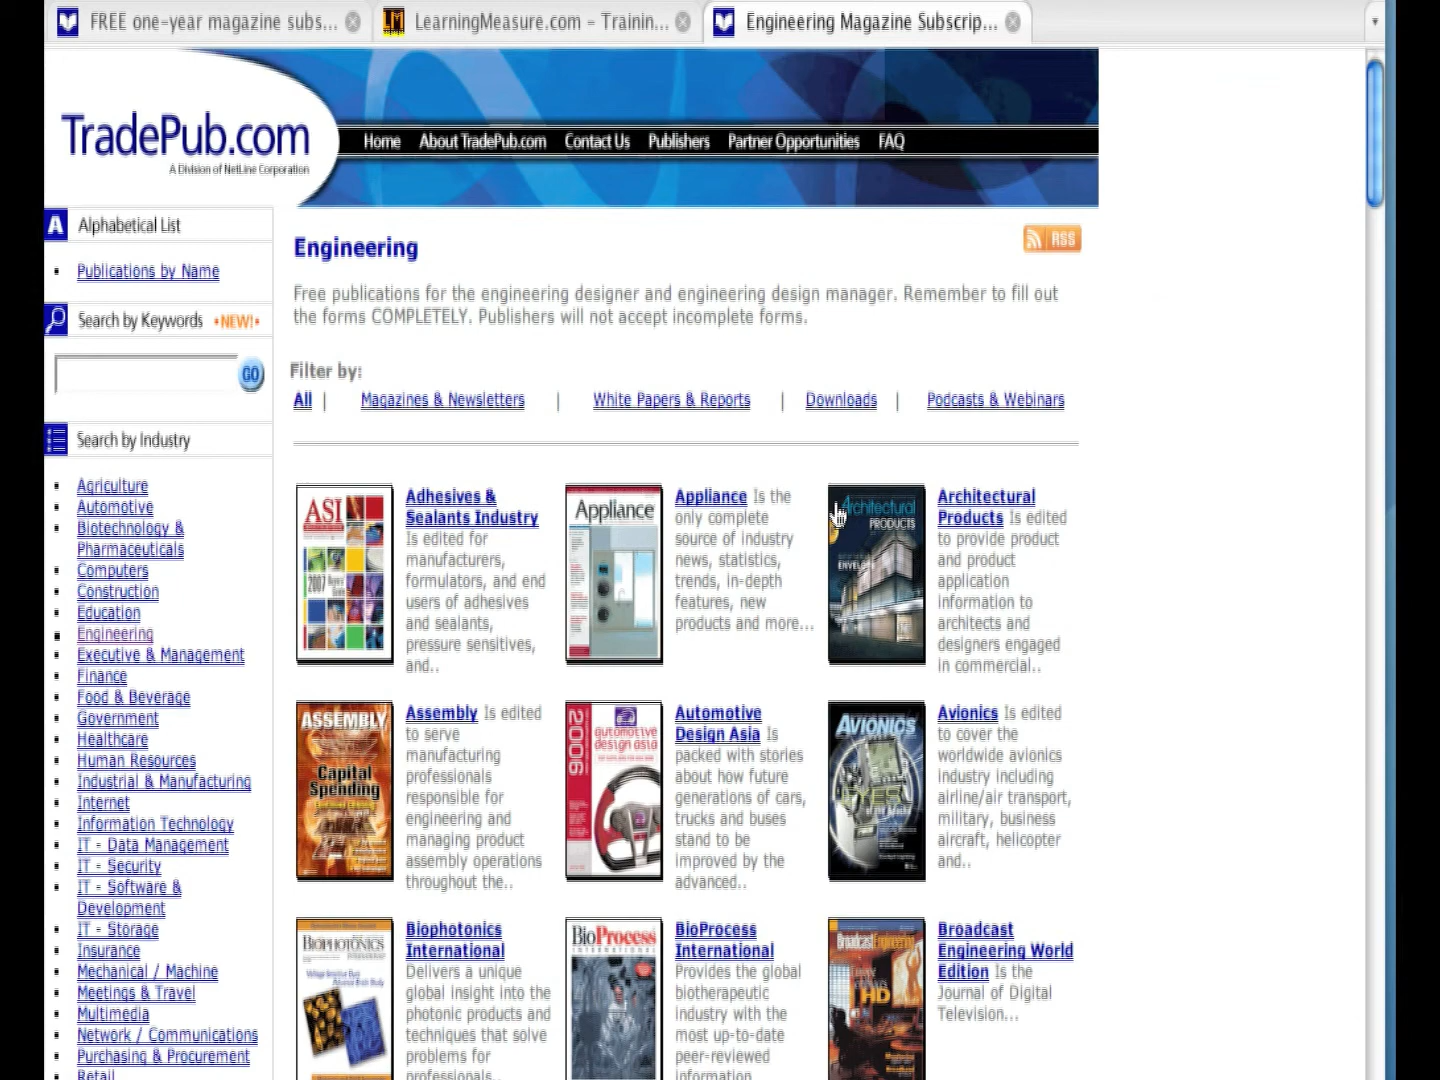 FREE one-year magazine subs...
LearningMeasure.com - Trainin...
Engineering Magazine Subscrip...
TradePub.com
A Division of NetLine Corporation
Home About TradePub.com Contact Us Publishers Partner Opportunities FAQ
A Alphabetical List
Publications by Name
Search by Keywords •NEW!•
GO
Search by Industry
Agriculture
Automotive
Biotechnology &
Pharmaceuticals
Computers
Construction
Education
Engineering
Executive & Management
Finance
Food & Beverage
Government
Healthcare
Human Resources
Industrial & Manufacturing
Internet
Information Technology
IT - Data Management
IT - Security
IT - Software &
Development
IT - Storage
Insurance
Mechanical / Machine
Meetings & Travel
Multimedia
Network / Communications
Purchasing & Procurement
Retail
Engineering
RSS
Free publications for the engineering designer and engineering design manager. Remember to fill out
the forms COMPLETELY. Publishers will not accept incomplete forms.
Filter by:
All | Magazines & Newsletters | White Papers & Reports | Downloads | Podcasts & Webinars
ASI
2007
Adhesives &
Sealants Industry
Is edited for
manufacturers,
formulators, and end
users of adhesives
and sealants,
pressure sensitives,
and..
Appliance
Appliance Is the
only complete
source of industry
news, statistics,
trends, in-depth
features, new
products and more...
Architectural
PRODUCTS
ENVELOPE
Architectural
Products Is edited
to provide product
and product
application
information to
architects and
designers engaged
in commercial..
ASSEMBLY
Capital
Spending
Assembly Is edited
to serve
manufacturing
professionals
responsible for
engineering and
managing product
assembly operations
throughout the..
2006
automotive
design asia
Automotive
Design Asia Is
packed with stories
about how future
generations of cars,
trucks and buses
stand to be
improved by the
advanced..
AVIONICS
Avionics Is edited
to cover the
worldwide avionics
industry including
airline/air transport,
military, business
aircraft, helicopter
and..
BIOPHOTONICS
Biophotonics
International
Delivers a unique
global insight into the
photonic products and
techniques that solve
problems for
professionals..
BioProcess
INTERNATIONAL
BioProcess
International
Provides the global
biotherapeutic
industry with the
most up-to-date
peer-reviewed
information
BroadcastEngineering
HD
Broadcast
Engineering World
Edition Is the
Journal of Digital
Television...